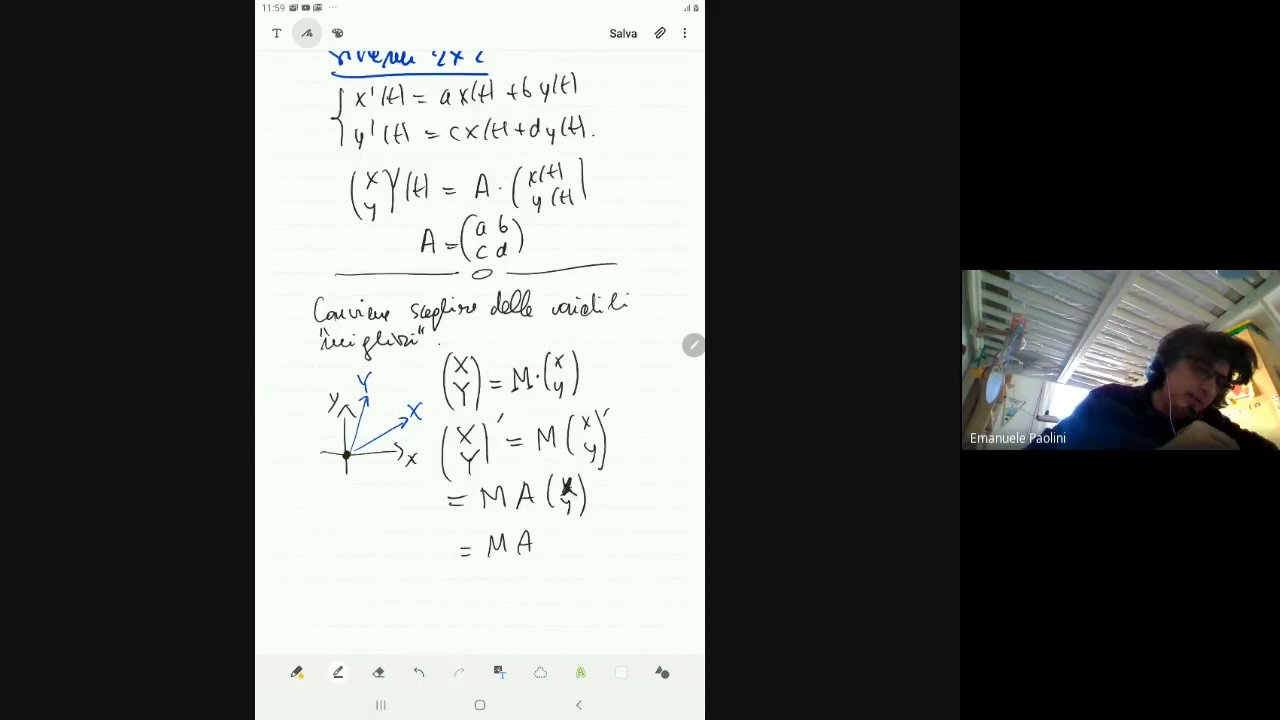 11:59
T
Salva
Sistemi 2x2
x'(t) = a x(t) + b y(t)
y'(t) = c x(t) + d y(t).
(x y)'(t) = A · (x(t) y(t))
A = (a b c d)
Conviene scegliere delle variabili
"migliori".
(X Y) = M · (x y)
y Y X x
(X Y)' = M (x y)'
= M A (x y)
= M A
Emanuele Paolini